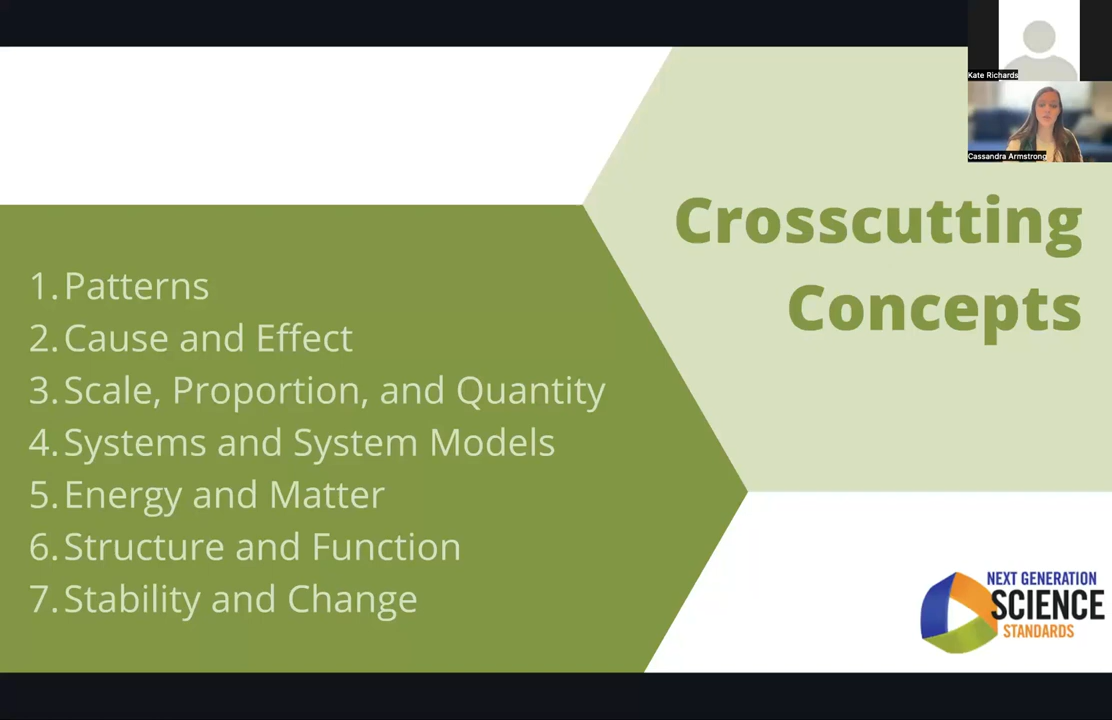 Kate Richards
Cassandra Armstrong
Crosscutting
Concepts
1. Patterns
2. Cause and Effect
3. Scale, Proportion, and Quantity
4. Systems and System Models
5. Energy and Matter
6. Structure and Function
7. Stability and Change
NEXT GENERATION
SCIENCE
STANDARDS